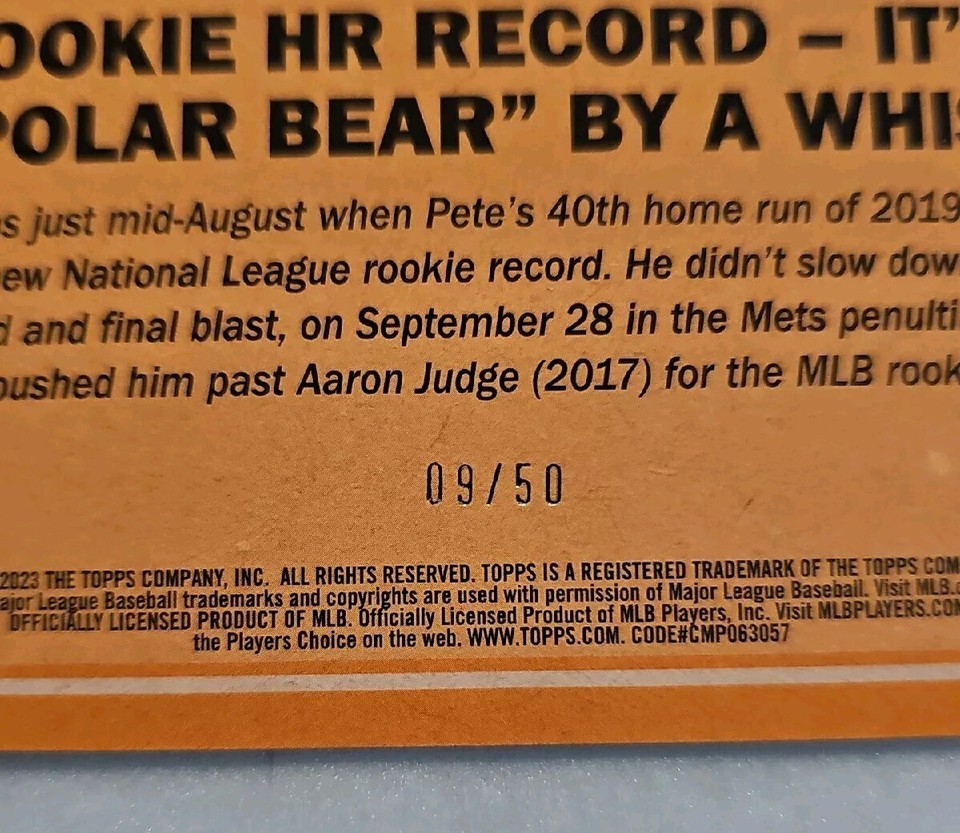 OOKIE HR RECORD – IT'
POLAR BEAR” BY A WHIS
s just mid-August when Pete's 40th home run of 2019
ew National League rookie record. He didn't slow dow
d and final blast, on September 28 in the Mets penulti
pushed him past Aaron Judge (2017) for the MLB rook
09/50
2023 THE TOPPS COMPANY, INC. ALL RIGHTS RESERVED. TOPPS IS A REGISTERED TRADEMARK OF THE TOPPS COM
ajor League Baseball trademarks and copyrights are used with permission of Major League Baseball. Visit MLB.c
OFFICIALLY LICENSED PRODUCT OF MLB. Officially Licensed Product of MLB Players, Inc. Visit MLBPLAYERS.COM
the Players Choice on the web. WWW.TOPPS.COM. CODE#CMP063057